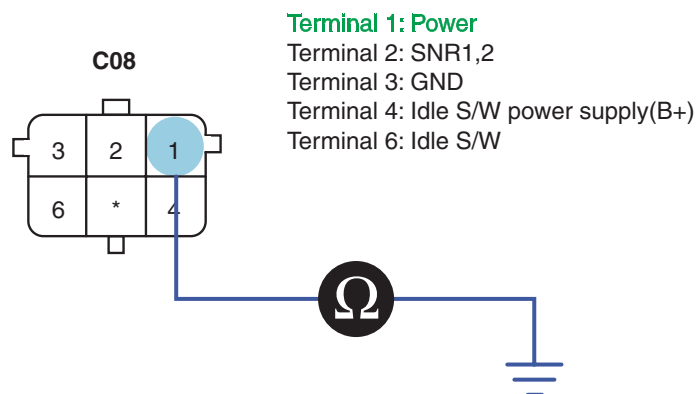 Terminal 1: Power
Terminal 2: SNR1,2
C08
Terminal 3: GND
Terminal 4: Idle S/W power supply(B+)
Terminal 6: Idle S/W
3 2 1
6 * 4
Ω